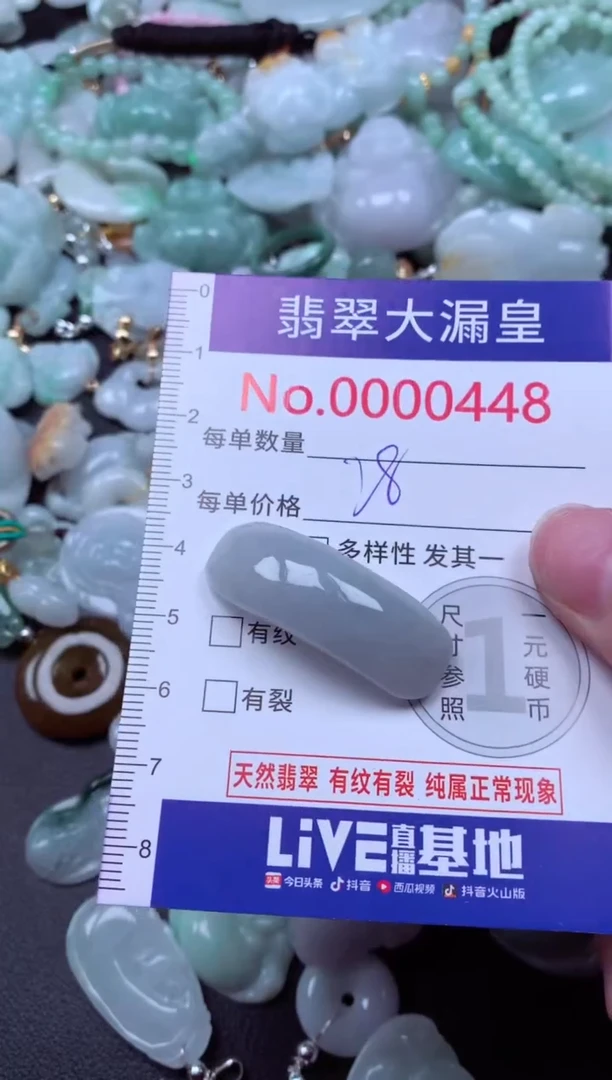 翡翠大漏皇
No.0000448
每单数量
每单价格
多样性 发其一
有纹
有裂
尺寸参照
1
一元硬币
天然翡翠 有纹有裂 纯属正常现象
LiVE直播基地
头条 今日头条 抖音 西瓜视频 抖音火山版
0
1
2
3
4
5
6
7
8